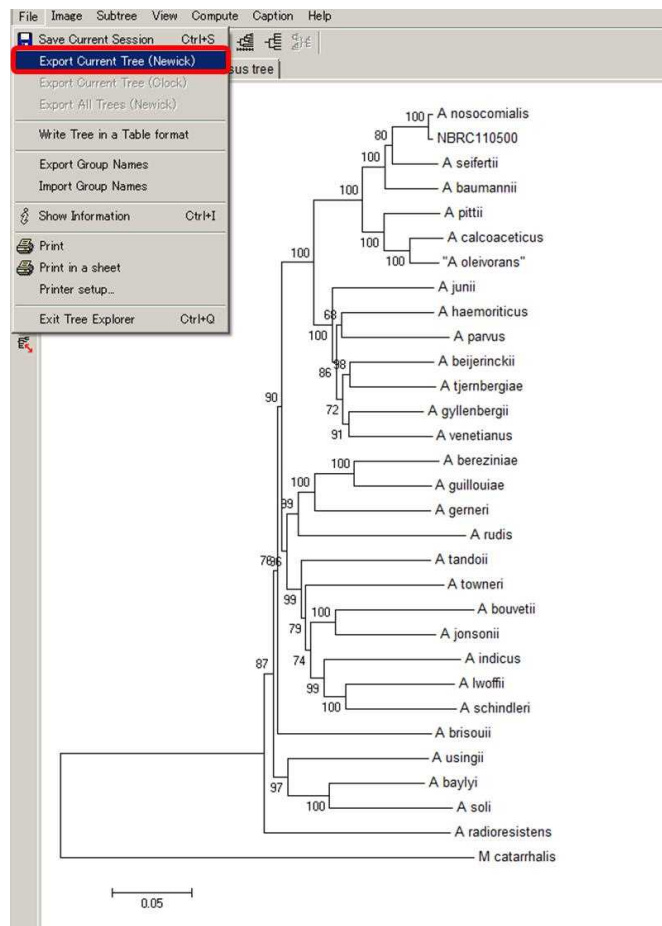 File Image Subtree View Compute Caption Help
Save Current Session Ctrl+S
Export Current Tree (Newick)
sus tree
Export Current Tree (Clock)
Export All Trees (Newick)
Write Tree in a Table format
Export Group Names
Import Group Names
Show Information Ctrl+I
Print
Print in a sheet
Printer setup...
Exit Tree Explorer Ctrl+Q
100 A nosocomialis
80 NBRC110500
100 A seifertii
100 A baumannii
A pittii
100 A calcoaceticus
100 "A oleivorans"
100
A junii
68 A haemoriticus
100 A parvus
98 A beijerinckii
86 A tjernbergiae
72 A gyllenbergii
91 A venetianus
90
100 A bereziniae
100 A guillouiae
99 A gerneri
A rudis
78 96 A tandoii
99 A towneri
100 A bouvetii
79 A jonsonii
74 A indicus
99 A lwoffii
100 A schindleri
87
A brisouii
A usingii
97 A baylyi
100 A soli
A radioresistens
M catarrhalis
0.05